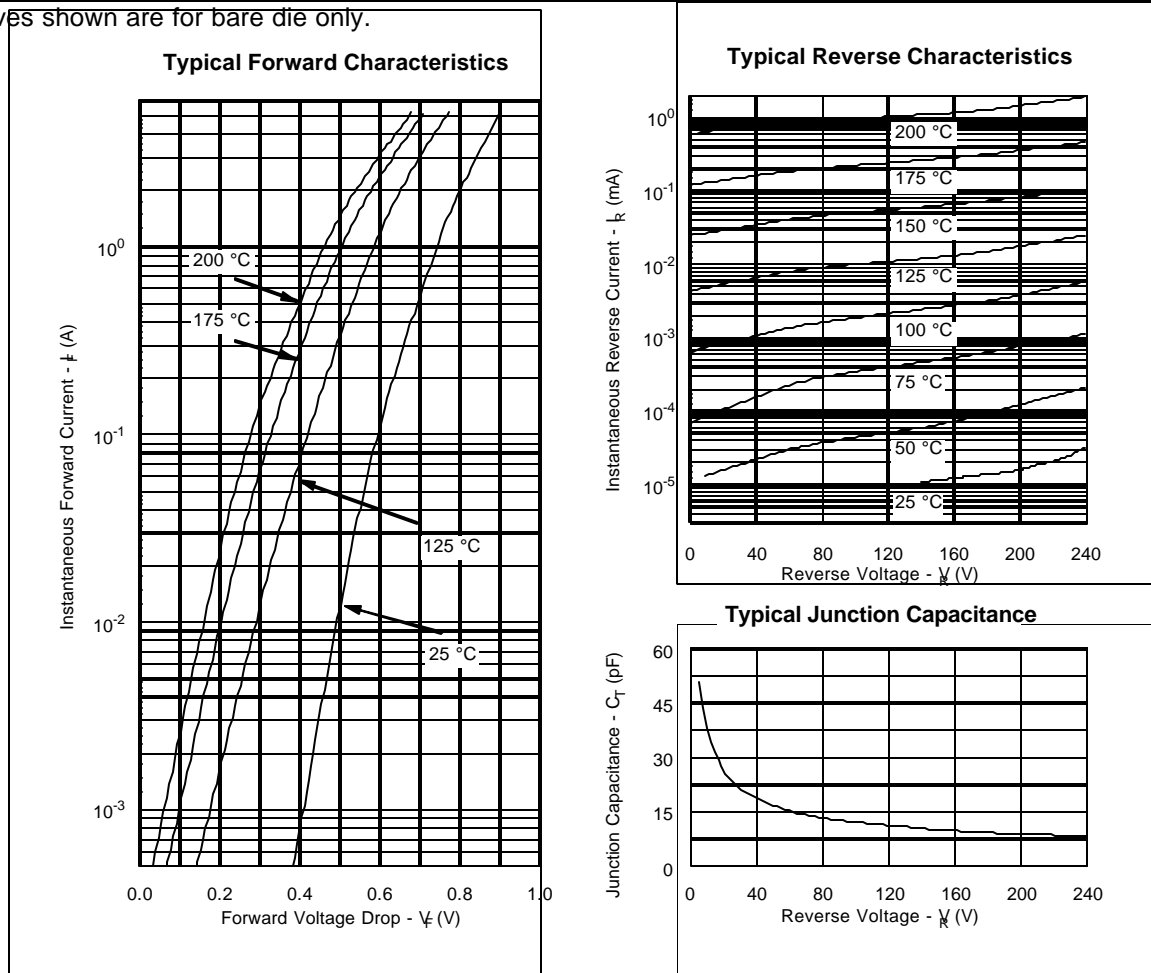 ves shown are for bare die only.
Typical Forward Characteristics
10⁰
10⁻¹
10⁻²
10⁻³
Instantaneous Forward Current - I_F (A)
200 °C
175 °C
125 °C
25 °C
0.0 0.2 0.4 0.6 0.8 1.0
Forward Voltage Drop - V_F (V)
Typical Reverse Characteristics
10⁰
10⁻¹
10⁻²
10⁻³
10⁻⁴
10⁻⁵
Instantaneous Reverse Current - I_R (mA)
200 °C
175 °C
150 °C
125 °C
100 °C
75 °C
50 °C
25 °C
0 40 80 120 160 200 240
Reverse Voltage - V_R (V)
Typical Junction Capacitance
60
45
30
15
0
Junction Capacitance - C_T (pF)
0 40 80 120 160 200 240
Reverse Voltage - V_R (V)